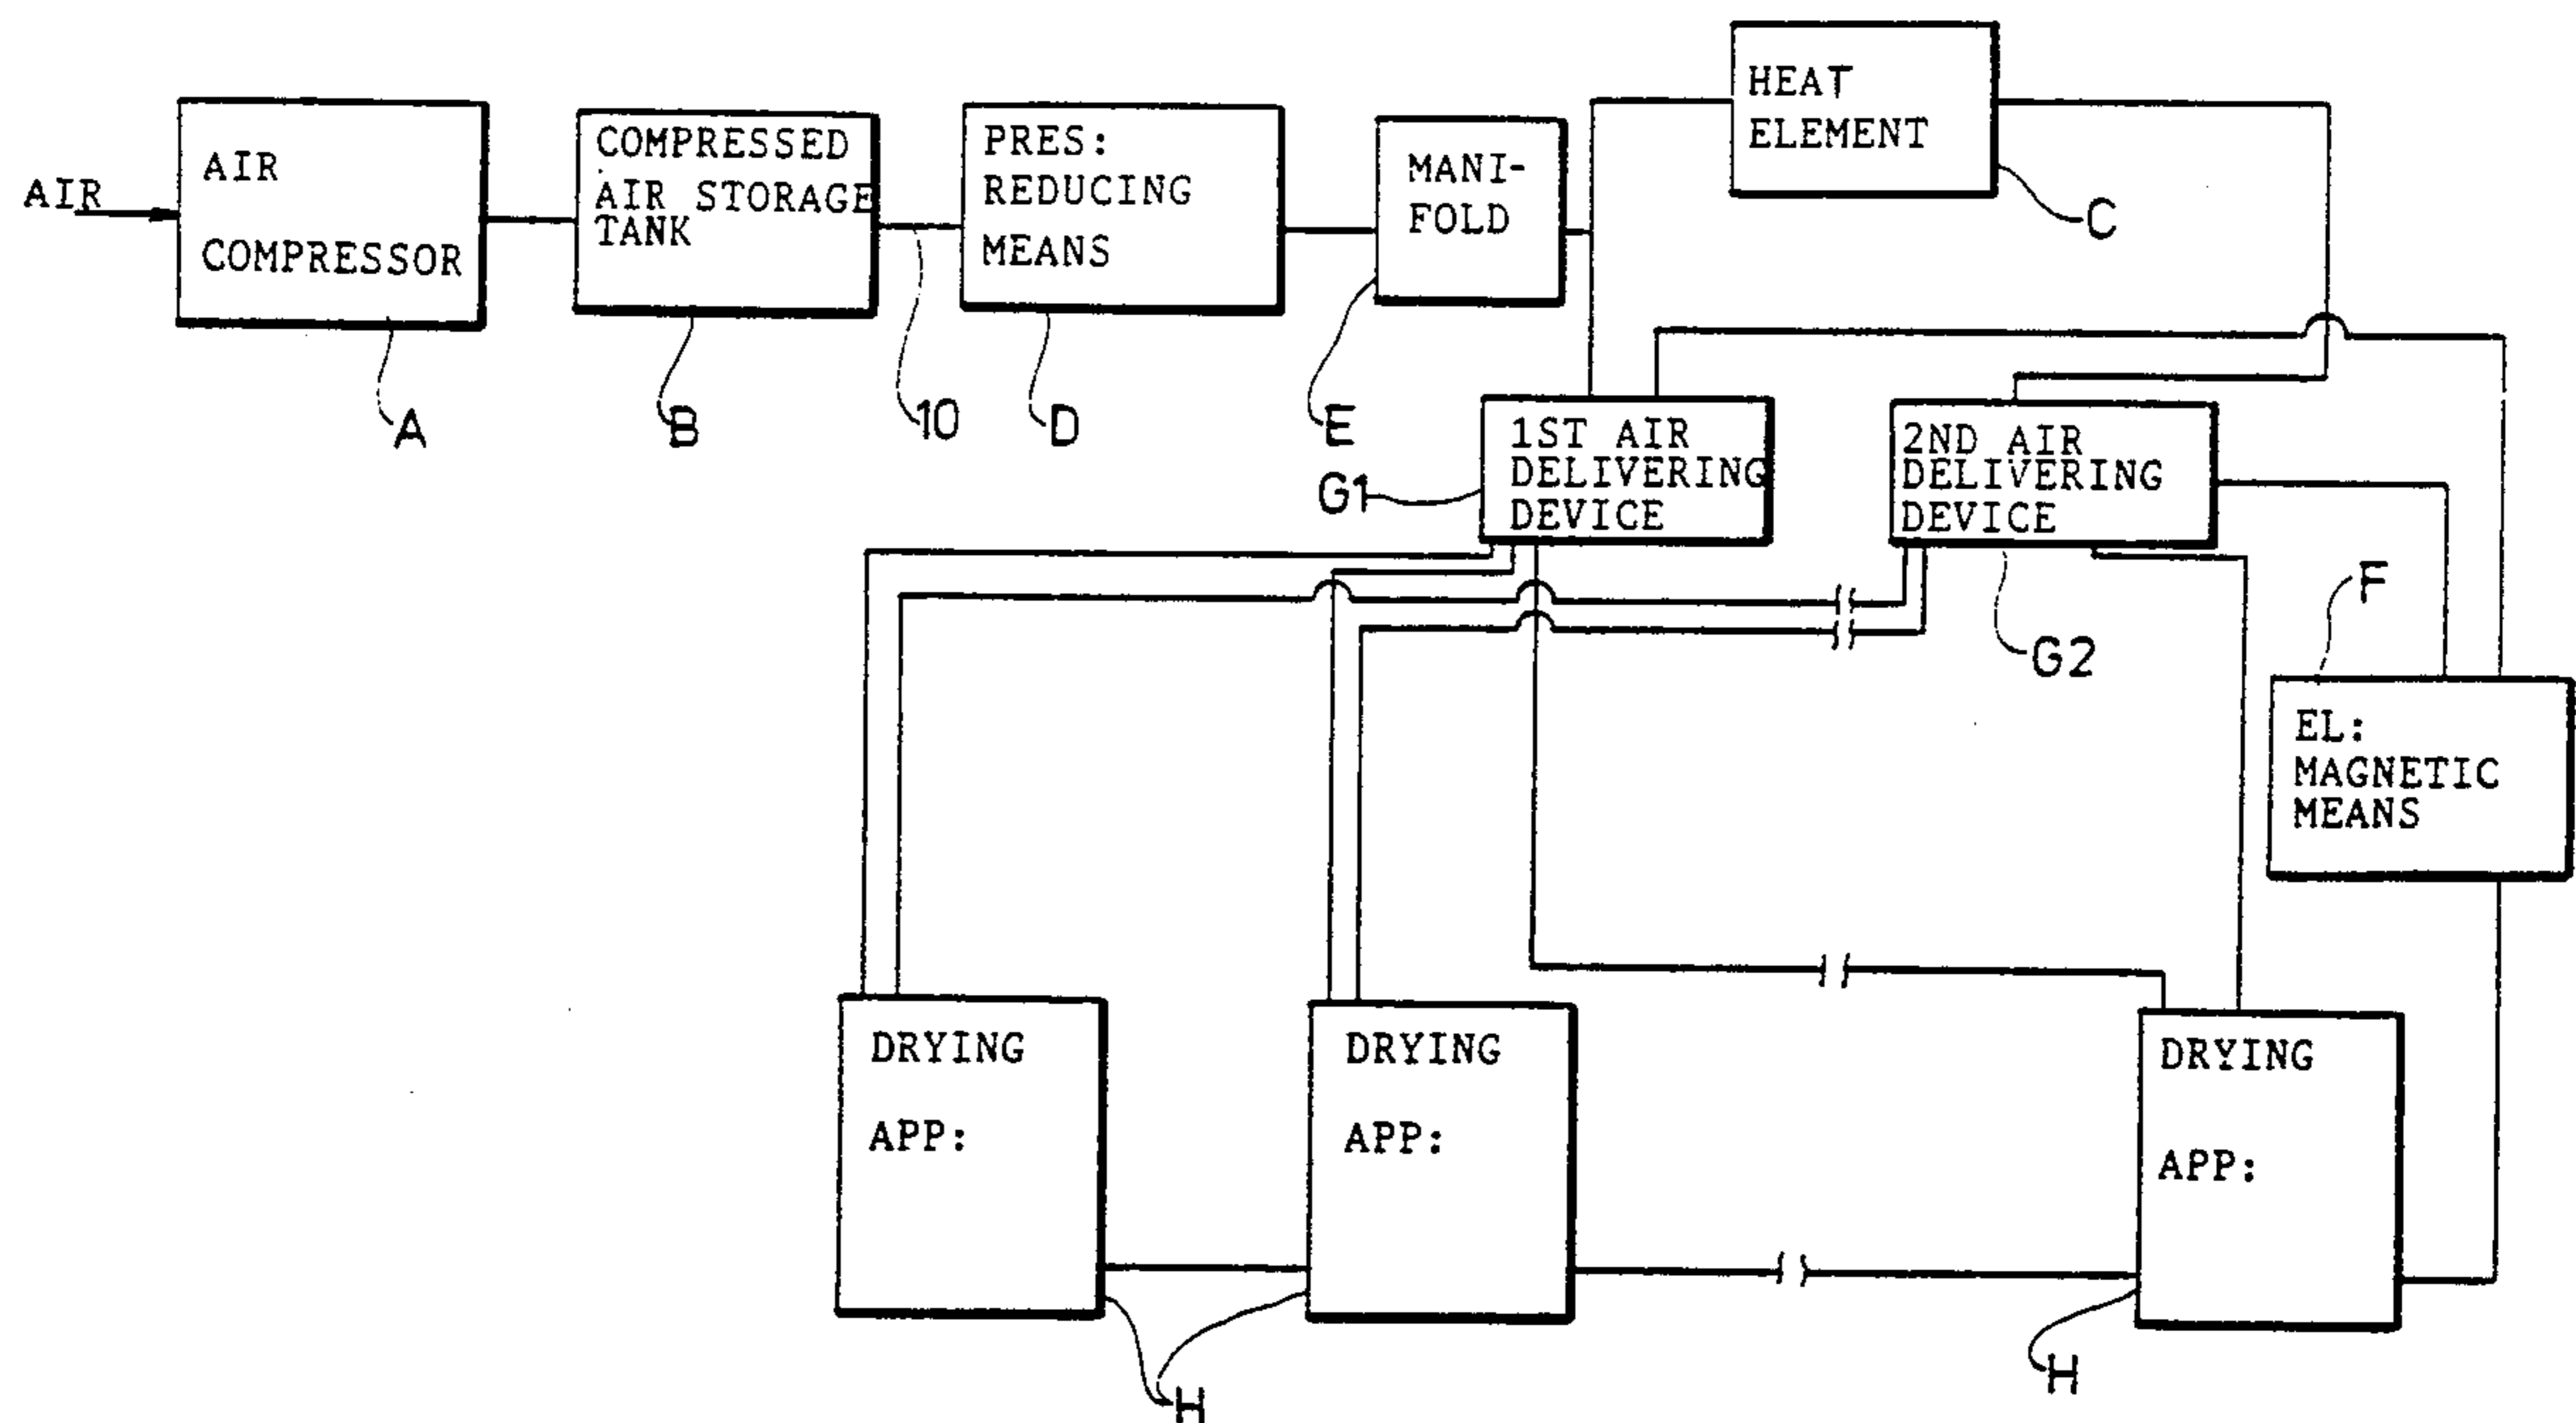 AIR
AIR
COMPRESSOR
A
COMPRESSED
AIR STORAGE
TANK
B
10
PRES:
REDUCING
MEANS
D
MANI-
FOLD
E
HEAT
ELEMENT
C
1ST AIR
DELIVERING
DEVICE
G1
2ND AIR
DELIVERING
DEVICE
G2
F
EL:
MAGNETIC
MEANS
DRYING
APP:
DRYING
APP:
H
DRYING
APP:
H